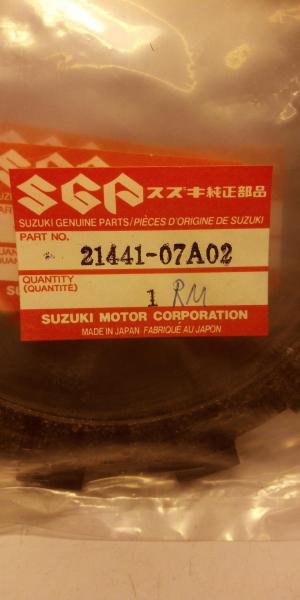 SGP スズキ純正部品
SUZUKI GENUINE PARTS/PIÈCES D'ORIGINE DE SUZUKI
PART NO.
21441-07A02
QUANTITY
(QUANTITÉ)
1 RM
SUZUKI MOTOR CORPORATION
MADE IN JAPAN FABRIQUÉ AU JAPON